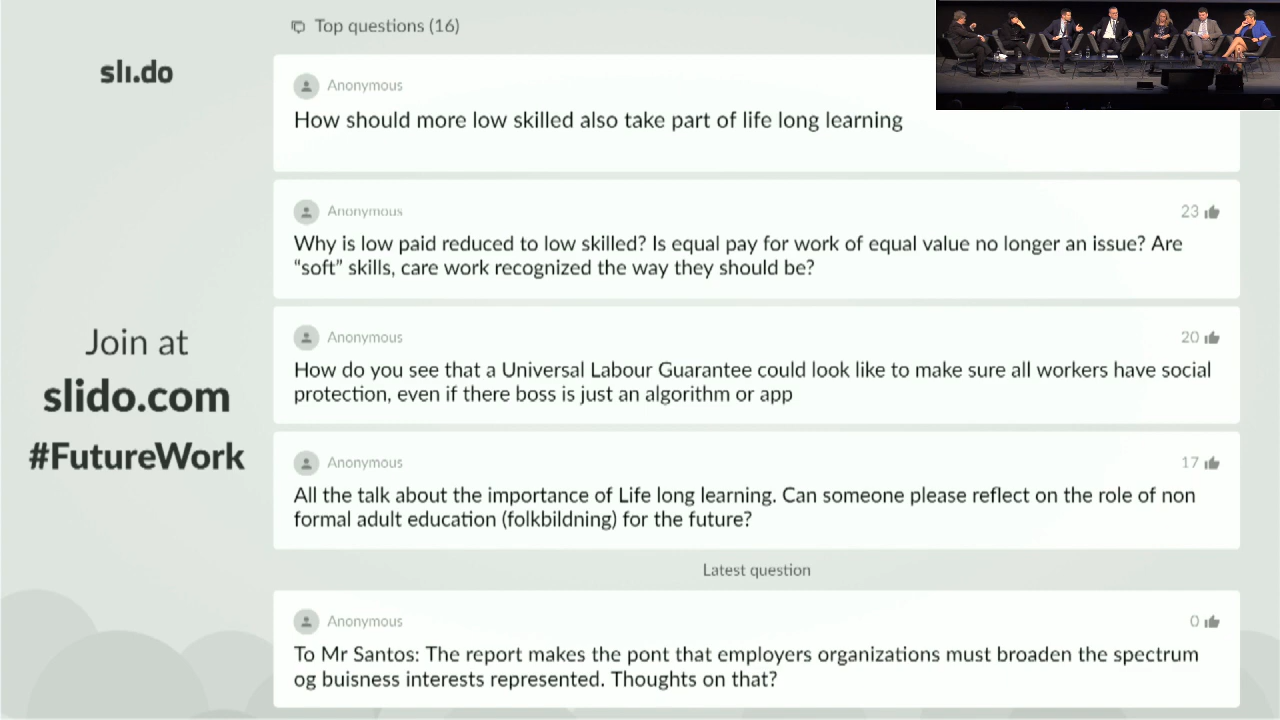 Top questions (16)
sli.do
Anonymous
How should more low skilled also take part of life long learning
Anonymous
23
Why is low paid reduced to low skilled? Is equal pay for work of equal value no longer an issue? Are
“soft” skills, care work recognized the way they should be?
Anonymous
20
How do you see that a Universal Labour Guarantee could look like to make sure all workers have social
protection, even if there boss is just an algorithm or app
Join at
slido.com
#FutureWork
Anonymous
17
All the talk about the importance of Life long learning. Can someone please reflect on the role of non
formal adult education (folkbildning) for the future?
Latest question
Anonymous
0
To Mr Santos: The report makes the pont that employers organizations must broaden the spectrum
og buisness interests represented. Thoughts on that?